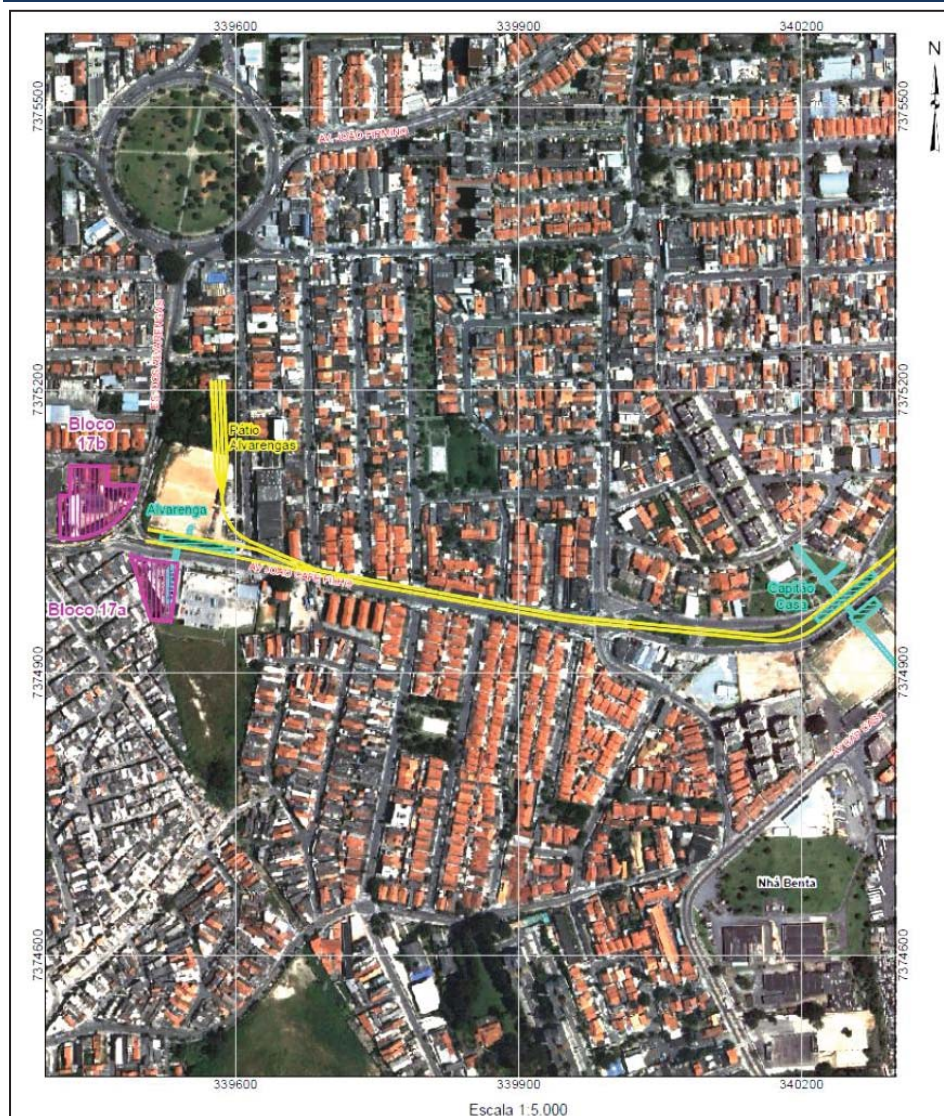 339600
339900
340200
N
7375500
7375500
AV. JOÃO FIRMINO
7375200
7375200
Bloco
17b
Pátio
Alvarengas
Alvarenga
Bloco 17a
Capitão
Casa
7374900
7374900
Nhá Benta
7374600
7374600
339600
339900
340200
Escala 1:5.000